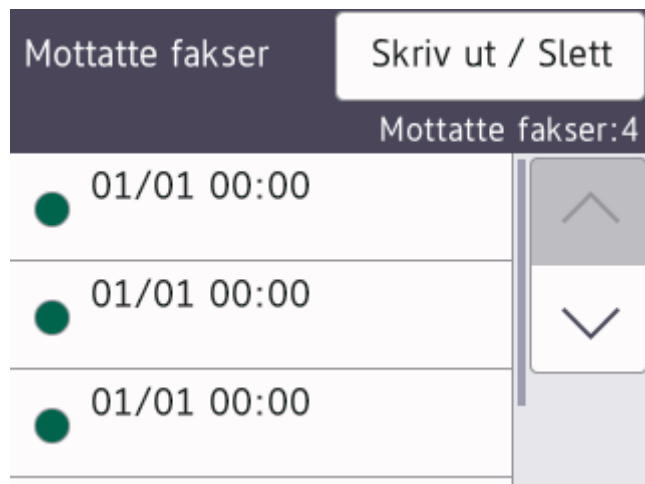 Mottatte fakser
Skriv ut / Slett
Mottatte fakser:4
01/01 00:00
01/01 00:00
01/01 00:00